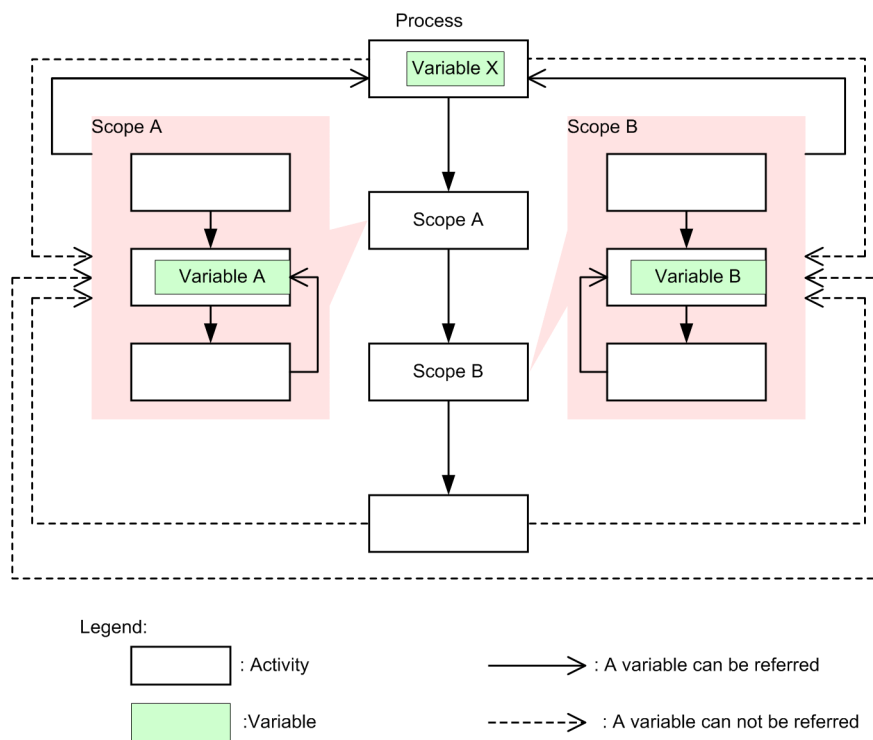 Process
Variable X
Scope A
Scope B
Scope A
Variable A
Variable B
Scope B
Legend:
: Activity
: A variable can be referred
:Variable
: A variable can not be referred